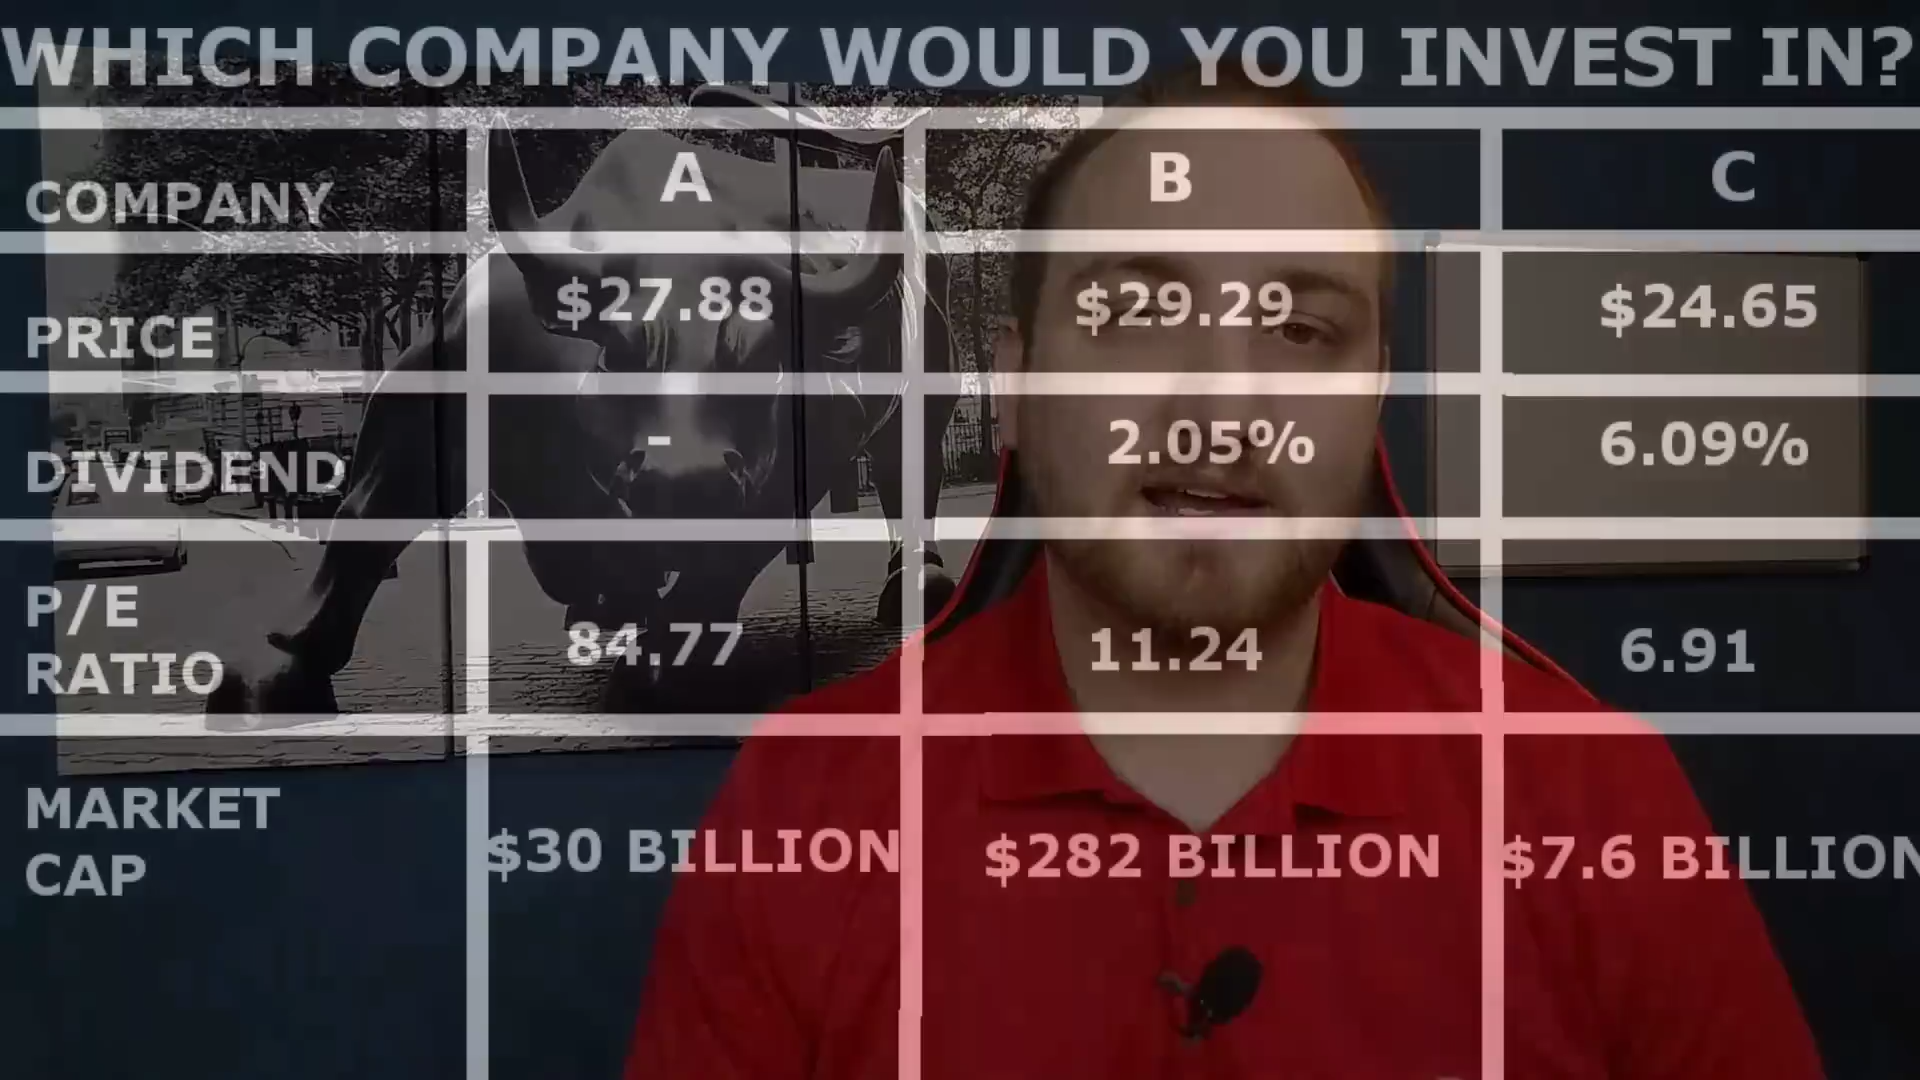 WHICH COMPANY WOULD YOU INVEST IN?
COMPANY A B C
PRICE $27.88 $29.29 $24.65
DIVIDEND - 2.05% 6.09%
P/E
RATIO 84.77 11.24 6.91
MARKET
CAP $30 BILLION $282 BILLION $7.6 BILLION